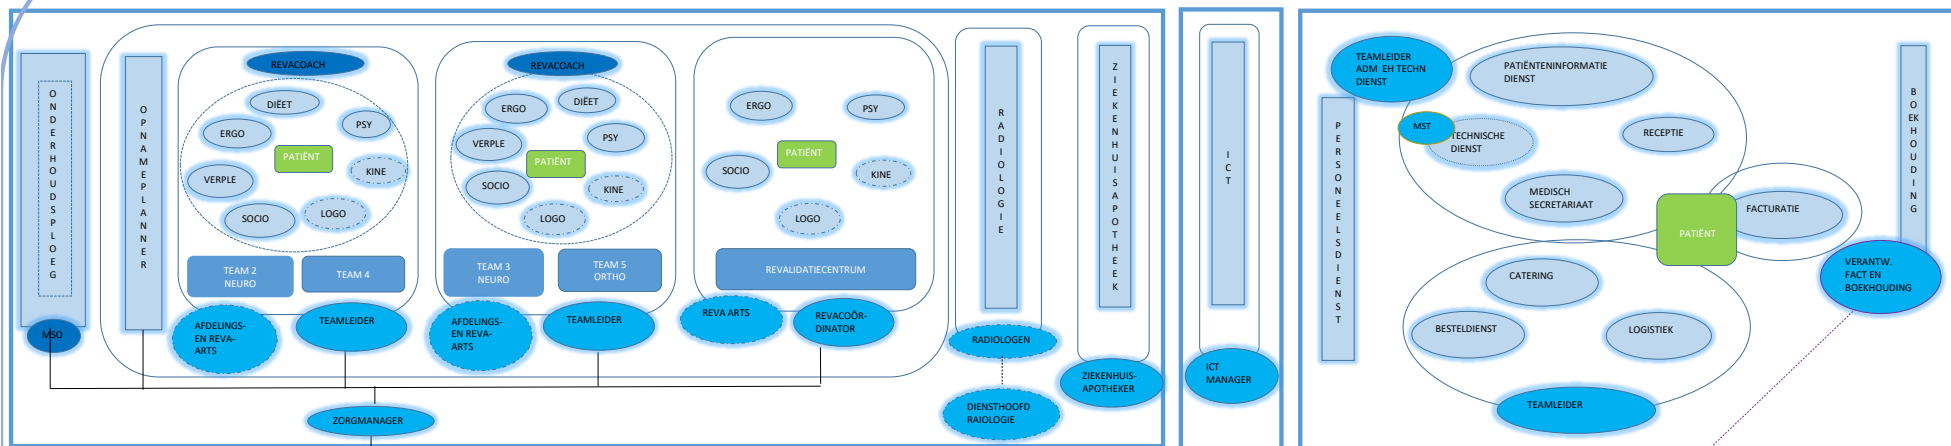 ONDERHOUDSPLOEG
MSO
OPNAMEPLANNER
REVACOACH
DIËET
PSY
ERGO
PATIËNT
KINE
VERPLE
SOCIO
LOGO
TEAM 2
NEURO
TEAM 4
AFDELINGS-
EN REVA-
ARTS
TEAMLEIDER
REVACOACH
ERGO
DIËET
VERPLE
PSY
PATIËNT
SOCIO
KINE
LOGO
TEAM 3
NEURO
TEAM 5
ORTHO
AFDELINGS-
EN REVA-
ARTS
TEAMLEIDER
ERGO
PSY
PATIËNT
SOCIO
KINE
LOGO
REVALIDATIECENTRUM
REVA ARTS
REVACOÖR-
DINATOR
ZORGMANAGER
RADIOLOGIE
RADIOLOGEN
DIENSTHOOFD
RAIOLOGIE
ZIEKENHUISAPOTHEEK
ZIEKENHUIS-
APOTHEKER
ICT
ICT
MANAGER
PERSONEELSDIENST
TEAMLEIDER
ADM EH TECHN
DIENST
PATIËNTENINFORMATIE
DIENST
MST
TECHNISCHE
DIENST
RECEPTIE
MEDISCH
SECRETARIAAT
PATIËNT
FACTURATIE
BOEKHOUDING
VERANTW.
FACT EN
BOEKHOUDING
CATERING
BESTELDIENST
LOGISTIEK
TEAMLEIDER